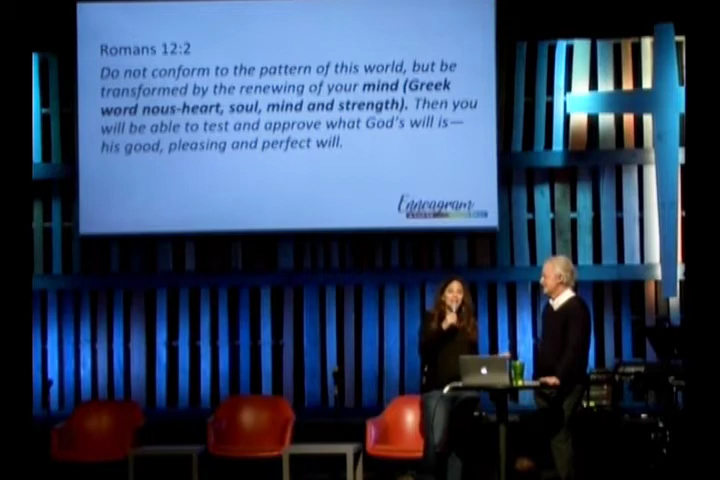 Romans 12:2
Do not conform to the pattern of this world, but be
transformed by the renewing of your mind (Greek
word nous-heart, soul, mind and strength). Then you
will be able to test and approve what God's will is—
his good, pleasing and perfect will.
Enneagram